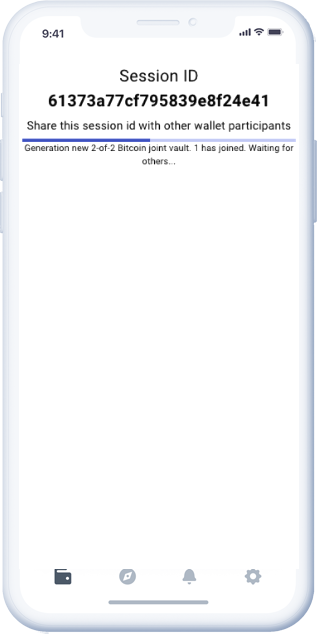 9:41
Session ID
61373a77cf795839e8f24e41
Share this session id with other wallet participants
Generation new 2-of-2 Bitcoin joint vault. 1 has joined. Waiting for
others...